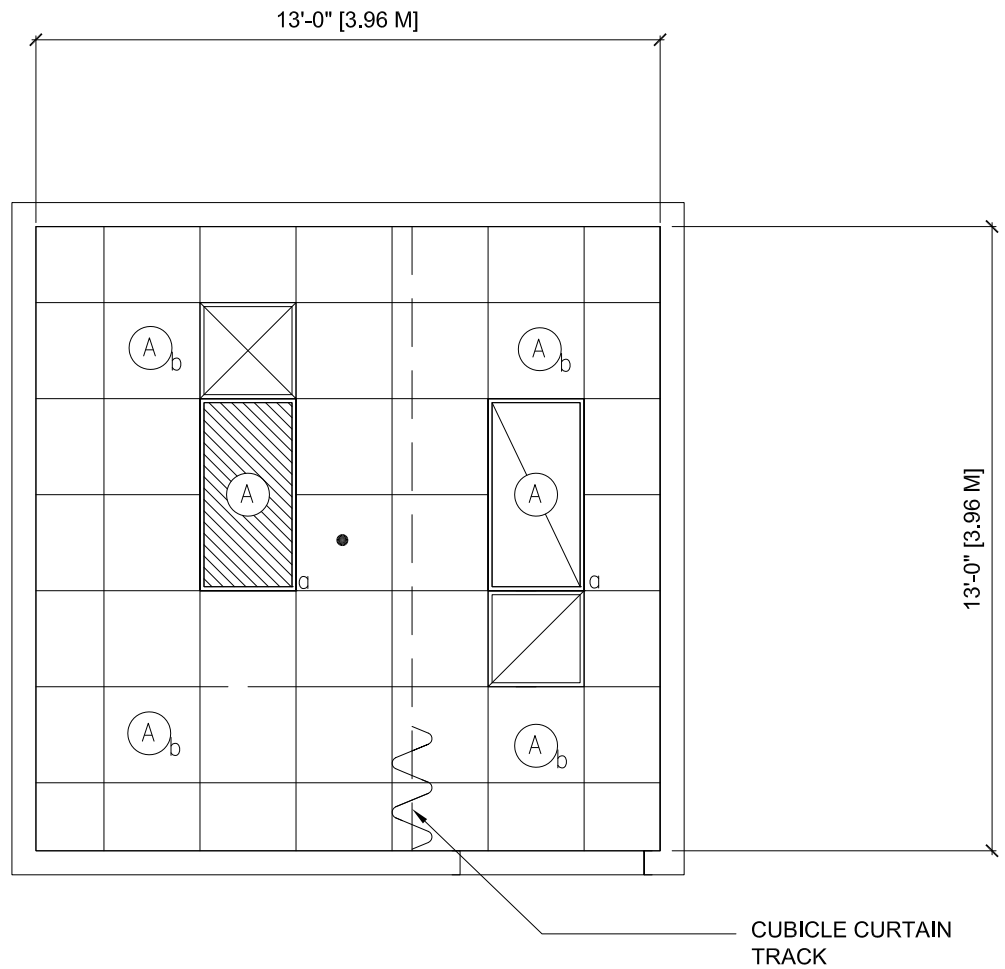 13'-0" [3.96 M]
A b
A b
A
A
13'-0" [3.96 M]
a
a
A b
A b
CUBICLE CURTAIN
TRACK